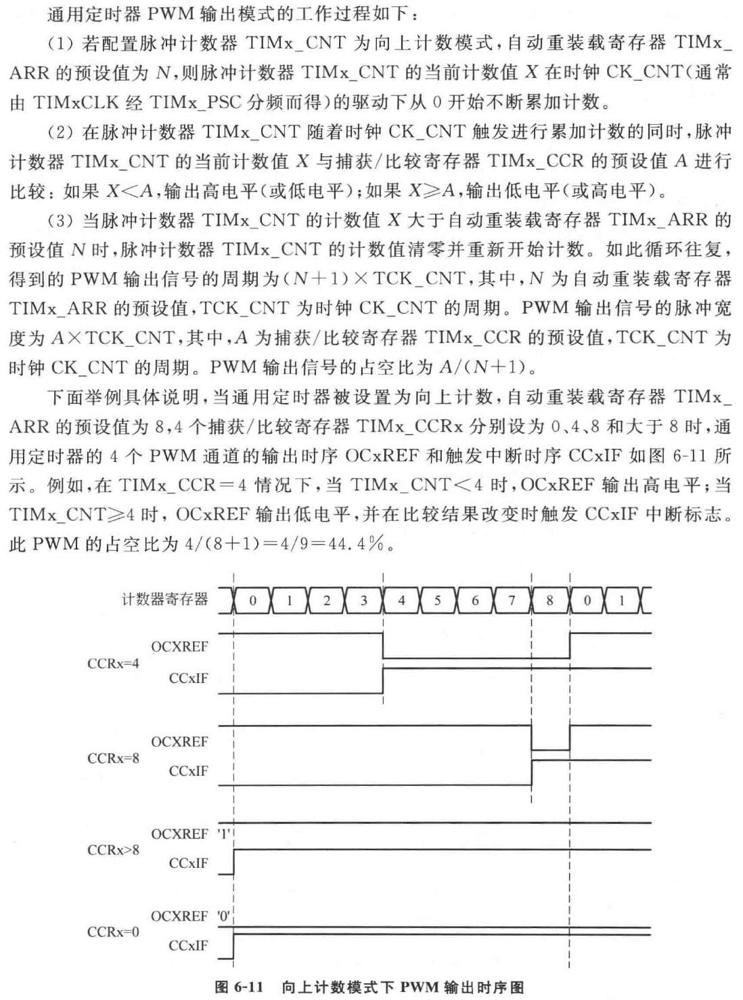 通用定时器 PWM 输出模式的工作过程如下：
(1) 若配置脉冲计数器 TIMx_CNT 为向上计数模式,自动重装载寄存器 TIMx_
ARR 的预设值为 N,则脉冲计数器 TIMx_CNT 的当前计数值 X 在时钟 CK_CNT(通常
由 TIMxCLK 经 TIMx_PSC 分频而得)的驱动下从 0 开始不断累加计数。
(2) 在脉冲计数器 TIMx_CNT 随着时钟 CK_CNT 触发进行累加计数的同时,脉冲
计数器 TIMx_CNT 的当前计数值 X 与捕获/比较寄存器 TIMx_CCR 的预设值 A 进行
比较：如果 X<A,输出高电平(或低电平);如果 X⩾A,输出低电平(或高电平)。
(3) 当脉冲计数器 TIMx_CNT 的计数值 X 大于自动重装载寄存器 TIMx_ARR 的
预设值 N 时,脉冲计数器 TIMx_CNT 的计数值清零并重新开始计数。如此循环往复,
得到的 PWM 输出信号的周期为(N+1)×TCK_CNT,其中,N 为自动重装载寄存器
TIMx_ARR 的预设值,TCK_CNT 为时钟 CK_CNT 的周期。PWM 输出信号的脉冲宽
度为 A×TCK_CNT,其中,A 为捕获/比较寄存器 TIMx_CCR 的预设值,TCK_CNT 为
时钟 CK_CNT 的周期。PWM 输出信号的占空比为 A/(N+1)。
下面举例具体说明,当通用定时器被设置为向上计数,自动重装载寄存器 TIMx_
ARR 的预设值为 8,4 个捕获/比较寄存器 TIMx_CCRx 分别设为 0、4、8 和大于 8 时,通
用定时器的 4 个 PWM 通道的输出时序 OCxREF 和触发中断时序 CCxIF 如图 6-11 所
示。例如,在 TIMx_CCR=4 情况下,当 TIMx_CNT<4 时,OCxREF 输出高电平;当
TIMx_CNT⩾4 时, OCxREF 输出低电平,并在比较结果改变时触发 CCxIF 中断标志。
此 PWM 的占空比为 4/(8+1)=4/9=44.4%。
计数器寄存器 0 1 2 3 4 5 6 7 8 0 1
OCXREF
CCRx=4
CCxIF
OCXREF
CCRx=8
CCxIF
OCXREF '1'
CCRx>8
CCxIF
OCXREF '0'
CCRx=0
CCxIF
图 6-11 向上计数模式下 PWM 输出时序图